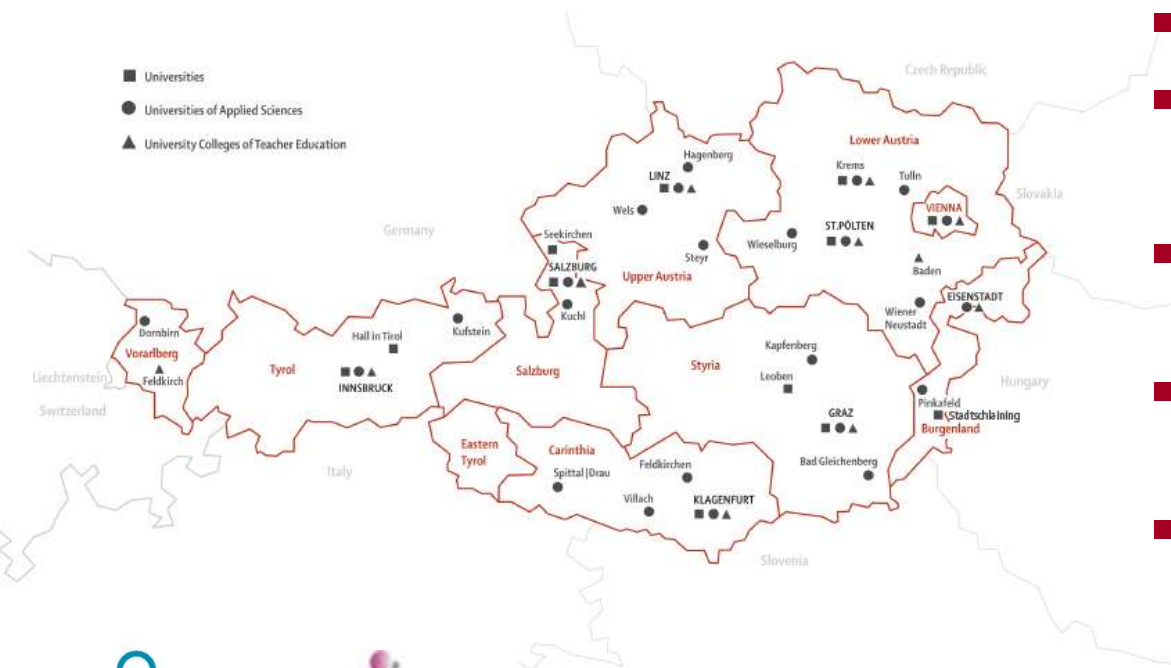 Universities
Universities of Applied Sciences
University Colleges of Teacher Education
Czech Republic
Lower Austria
Hagenberg
LINZ
Krems
Tulln
Slovakia
Wels
VIENNA
Germany
Seekirchen
ST.PÖLTEN
Wieselburg
Steyr
SALZBURG
Upper Austria
Baden
EISENSTADT
Kuchl
Wiener
Neustadt
Dornbirn
Hall in Tirol
Kufstein
Kapfenberg
Vorarlberg
Tyrol
Salzburg
Styria
Leoben
Liechtenstein
Feldkirch
INNSBRUCK
Hungary
Switzerland
Pinkafeld
GRAZ
Stadtschlaining
Burgenland
Eastern
Tyrol
Carinthia
Italy
Spittal|Drau
Feldkirchen
Bad Gleichenberg
Villach
KLAGENFURT
Slovenia